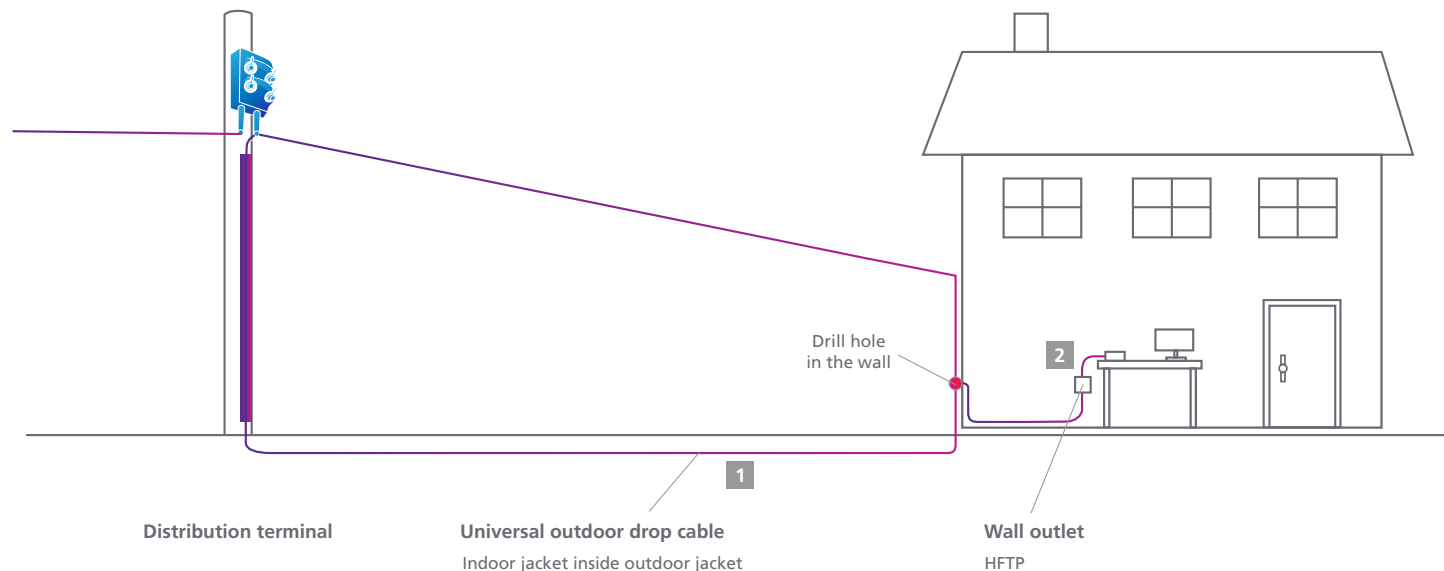 Drill hole
in the wall
2
1
Distribution terminal
Universal outdoor drop cable
Indoor jacket inside outdoor jacket
Wall outlet
HFTP